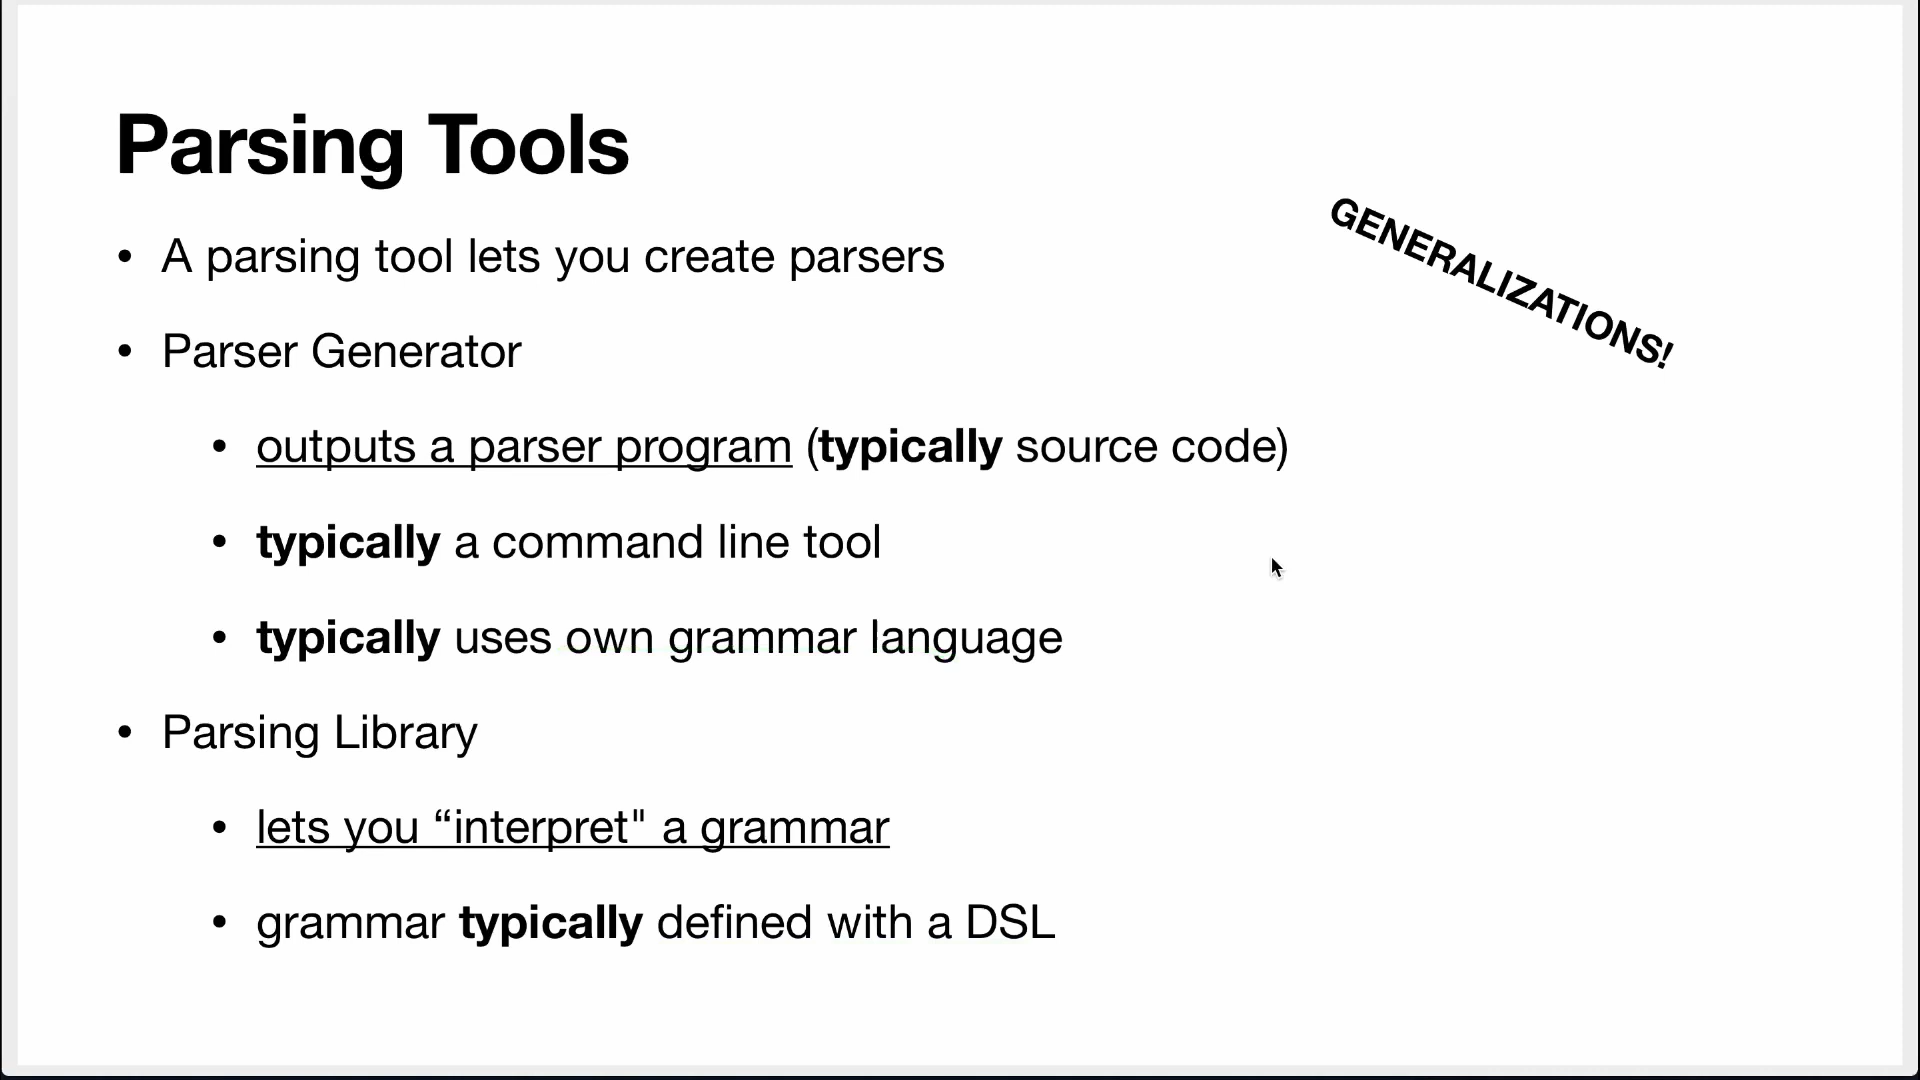 Parsing Tools
GENERALIZATIONS!
• A parsing tool lets you create parsers
• Parser Generator
• outputs a parser program (typically source code)
• typically a command line tool
• typically uses own grammar language
• Parsing Library
• lets you “interpret" a grammar
• grammar typically defined with a DSL